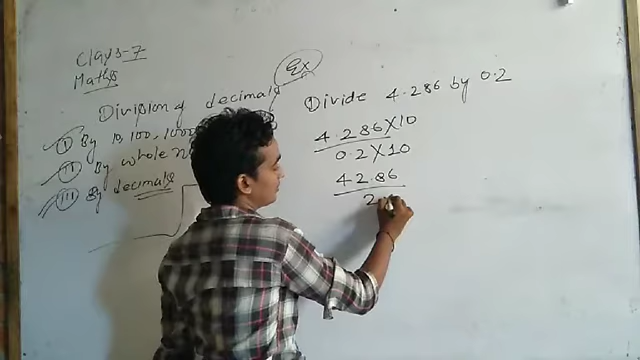 Class-7
Maths
Division of decimals
(I) By 10, 100, 1000
(II) By whole n
(III) By decimals
Ex
(1) Divide 4.286 by 0.2
4.286 X 10
0.2 X 10
42.86
2